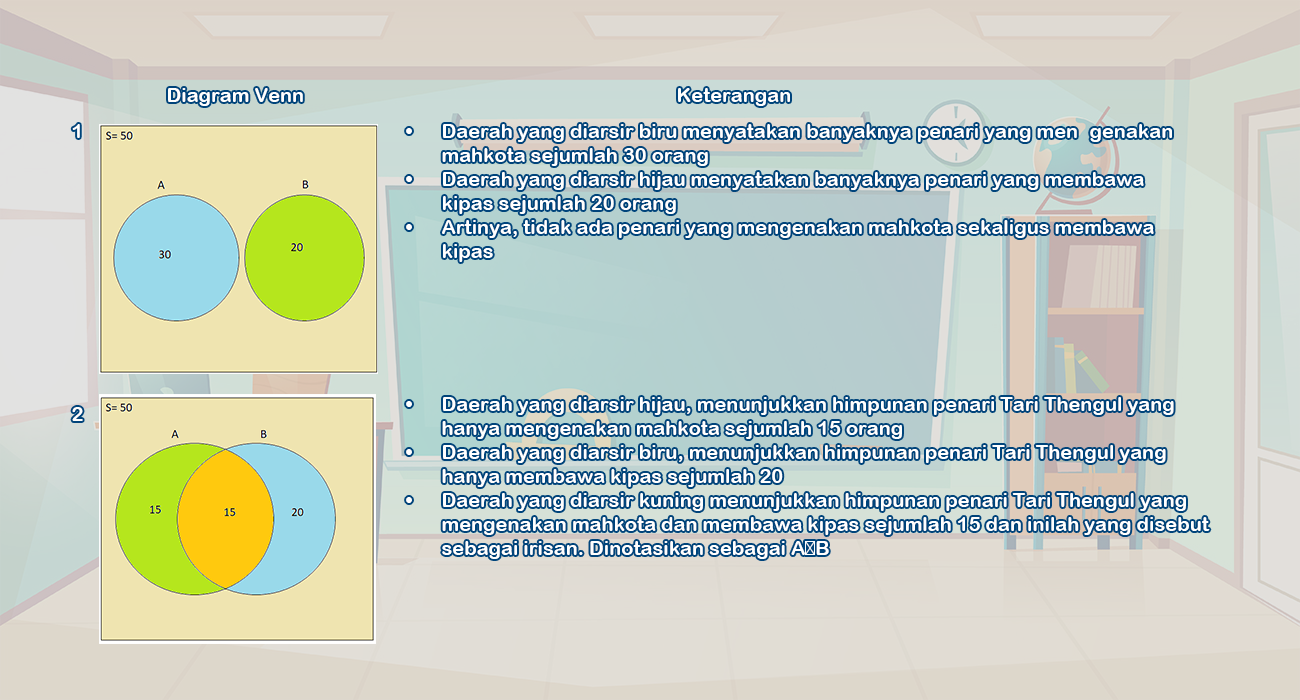 Diagram Venn
Keterangan
1
S= 50
A
B
30
20
• Daerah yang diarsir biru menyatakan banyaknya penari yang men genakan
mahkota sejumlah 30 orang
• Daerah yang diarsir hijau menyatakan banyaknya penari yang membawa
kipas sejumlah 20 orang
• Artinya, tidak ada penari yang mengenakan mahkota sekaligus membawa
kipas
2
S= 50
A
B
15
15
20
• Daerah yang diarsir hijau, menunjukkan himpunan penari Tari Thengul yang
hanya mengenakan mahkota sejumlah 15 orang
• Daerah yang diarsir biru, menunjukkan himpunan penari Tari Thengul yang
hanya membawa kipas sejumlah 20
• Daerah yang diarsir kuning menunjukkan himpunan penari Tari Thengul yang
mengenakan mahkota dan membawa kipas sejumlah 15 dan inilah yang disebut
sebagai irisan. Dinotasikan sebagai A⍰B